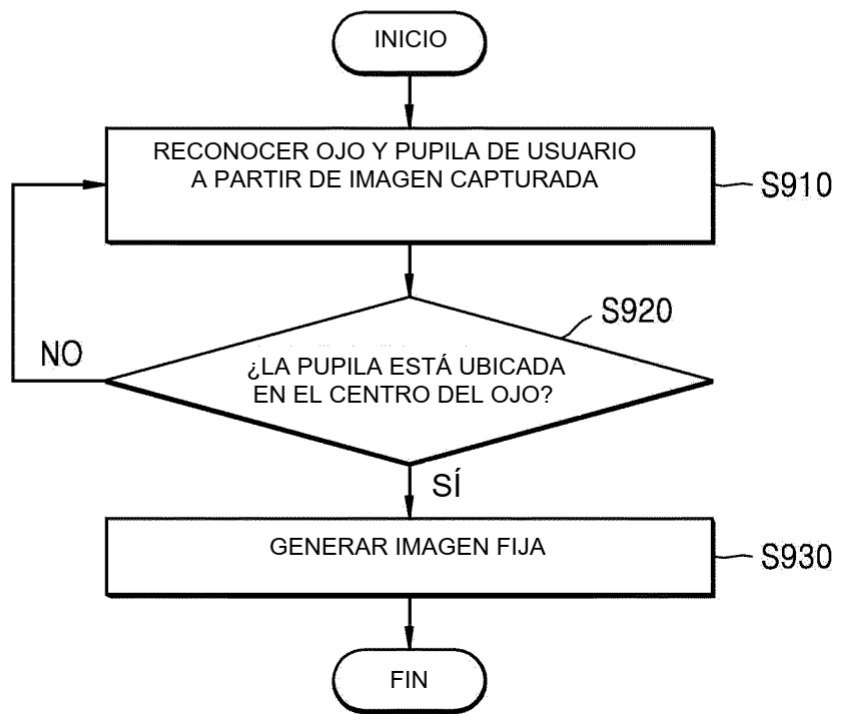 INICIO
RECONOCER OJO Y PUPILA DE USUARIO
A PARTIR DE IMAGEN CAPTURADA
S910
S920
NO
¿LA PUPILA ESTÁ UBICADA
EN EL CENTRO DEL OJO?
SÍ
GENERAR IMAGEN FIJA
S930
FIN